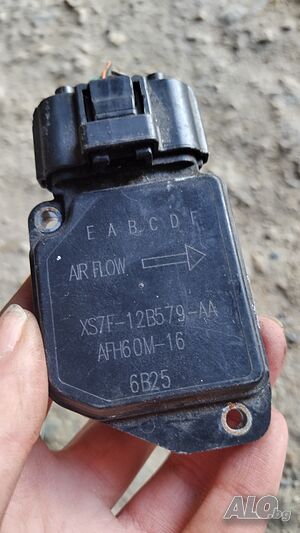 E A B C D F
AIR FLOW
XS7F-12B579-AA
AFH60M-16
6B25
ALO.bg